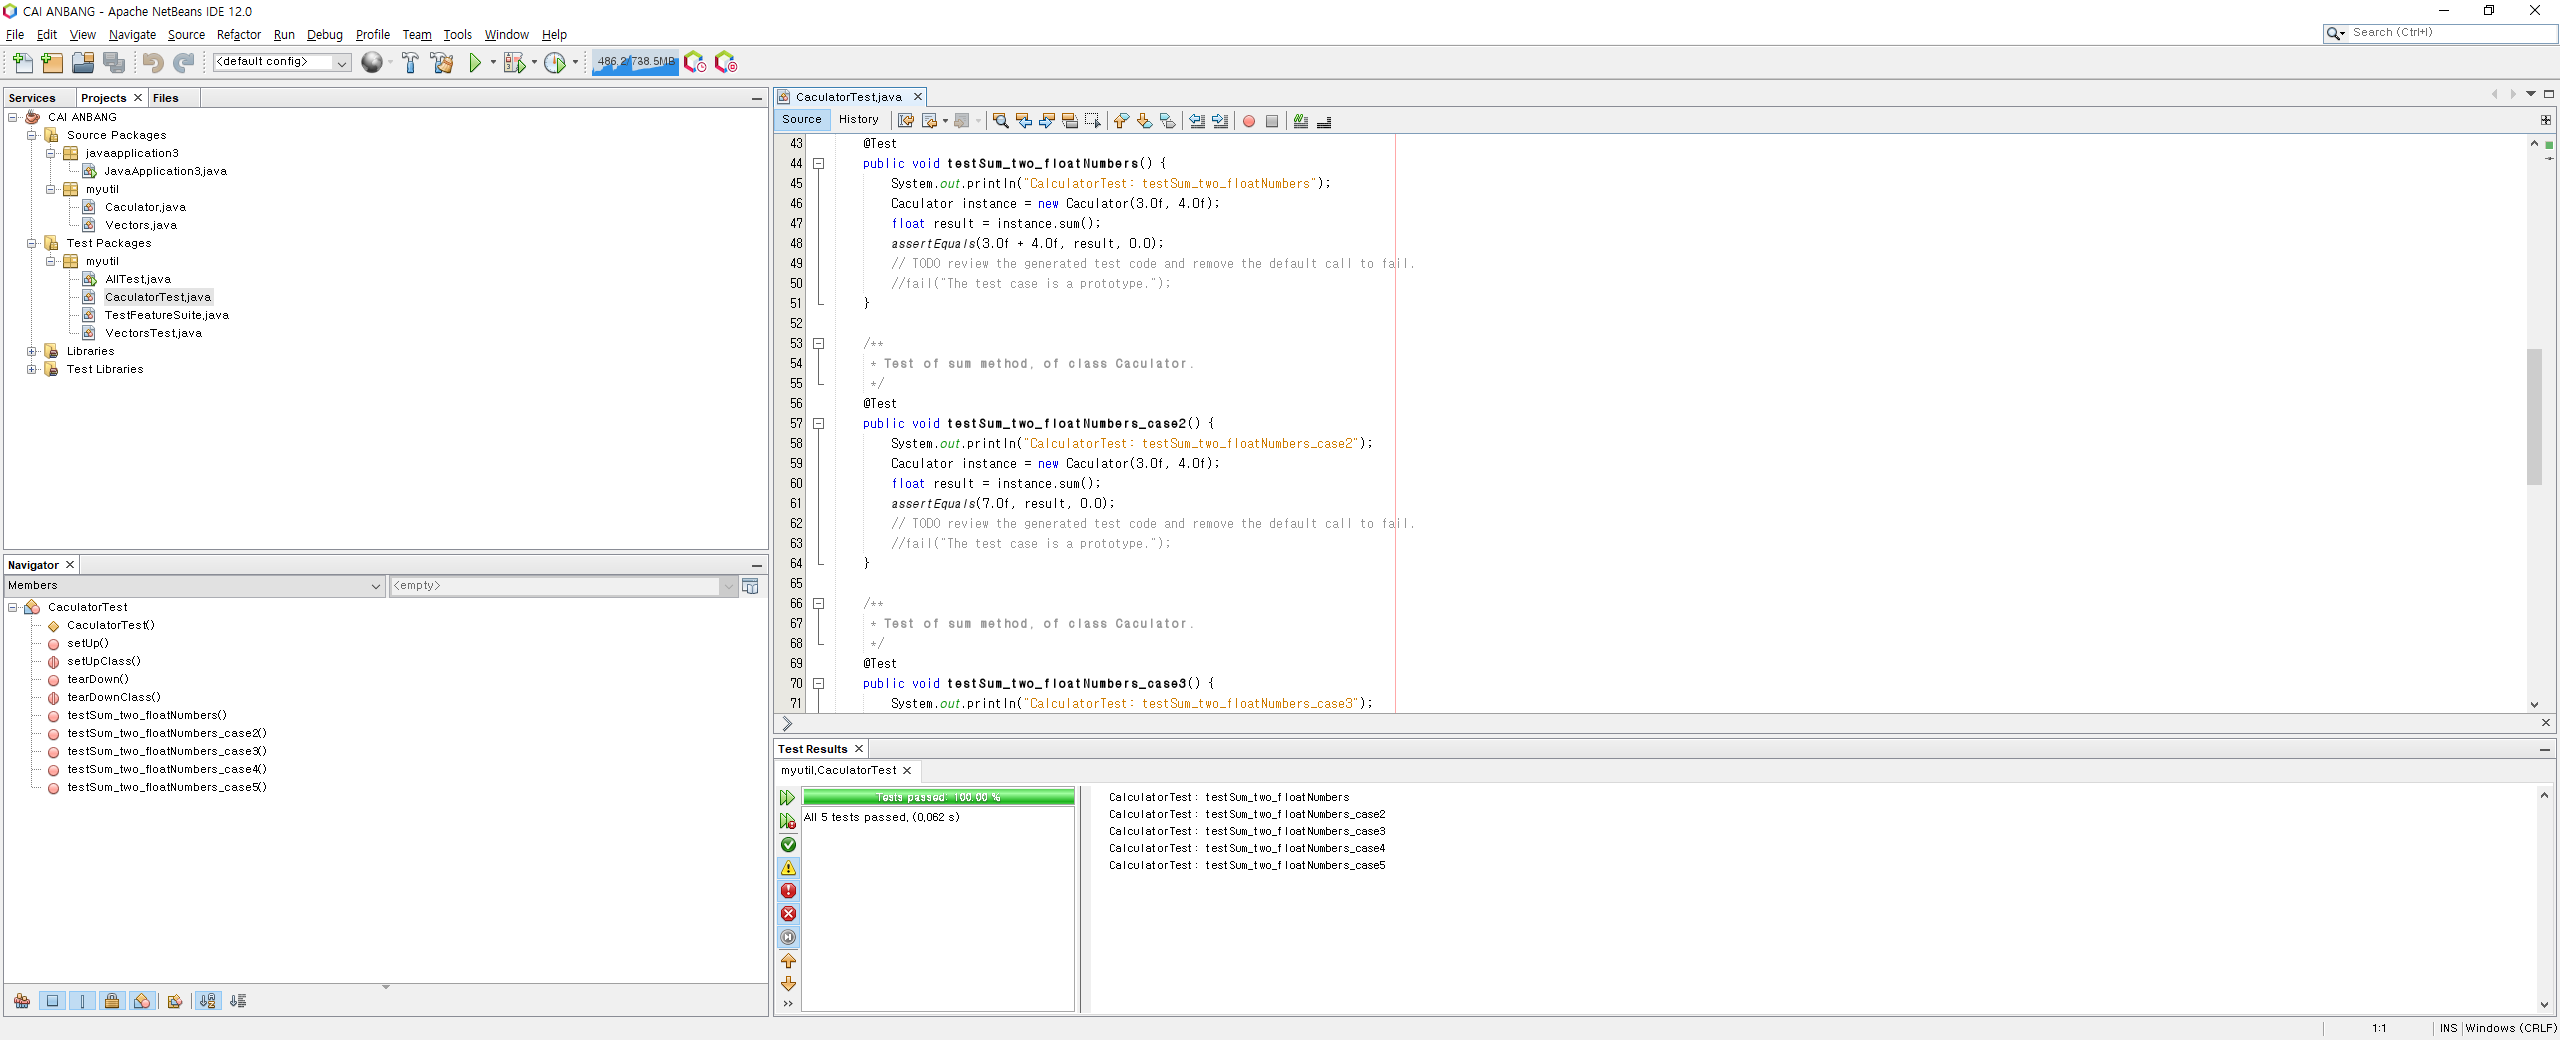 CAI ANBANG - Apache NetBeans IDE 12.0
File Edit View Navigate Source Refactor Run Debug Profile Team Tools Window Help
Search (Ctrl+I)
<default config>
486.2/738.5MB
Services Projects Files
CAI ANBANG
Source Packages
javaapplication3
JavaApplication3.java
myutil
Caculator.java
Vectors.java
Test Packages
myutil
AllTest.java
CaculatorTest.java
TestFeatureSuite.java
VectorsTest.java
Libraries
Test Libraries
Navigator
Members <empty>
CaculatorTest
CaculatorTest()
setUp()
setUpClass()
tearDown()
tearDownClass()
testSum_two_floatNumbers()
testSum_two_floatNumbers_case2()
testSum_two_floatNumbers_case3()
testSum_two_floatNumbers_case4()
testSum_two_floatNumbers_case5()
CaculatorTest.java
Source History
43 @Test
44 public void testSum_two_floatNumbers() {
45 System.out.println("CalculatorTest: testSum_two_floatNumbers");
46 Caculator instance = new Caculator(3.0f, 4.0f);
47 float result = instance.sum();
48 assertEquals(3.0f + 4.0f, result, 0.0);
49 // TODO review the generated test code and remove the default call to fail.
50 //fail("The test case is a prototype.");
51 }
52
53 /**
54 * Test of sum method, of class Caculator.
55 */
56 @Test
57 public void testSum_two_floatNumbers_case2() {
58 System.out.println("CalculatorTest: testSum_two_floatNumbers_case2");
59 Caculator instance = new Caculator(3.0f, 4.0f);
60 float result = instance.sum();
61 assertEquals(7.0f, result, 0.0);
62 // TODO review the generated test code and remove the default call to fail.
63 //fail("The test case is a prototype.");
64 }
65
66 /**
67 * Test of sum method, of class Caculator.
68 */
69 @Test
70 public void testSum_two_floatNumbers_case3() {
71 System.out.println("CalculatorTest: testSum_two_floatNumbers_case3");
Test Results
myutil.CaculatorTest
Tests passed: 100.00 %
All 5 tests passed. (0.062 s)
CalculatorTest: testSum_two_floatNumbers
CalculatorTest: testSum_two_floatNumbers_case2
CalculatorTest: testSum_two_floatNumbers_case3
CalculatorTest: testSum_two_floatNumbers_case4
CalculatorTest: testSum_two_floatNumbers_case5
1:1 INS Windows (CRLF)